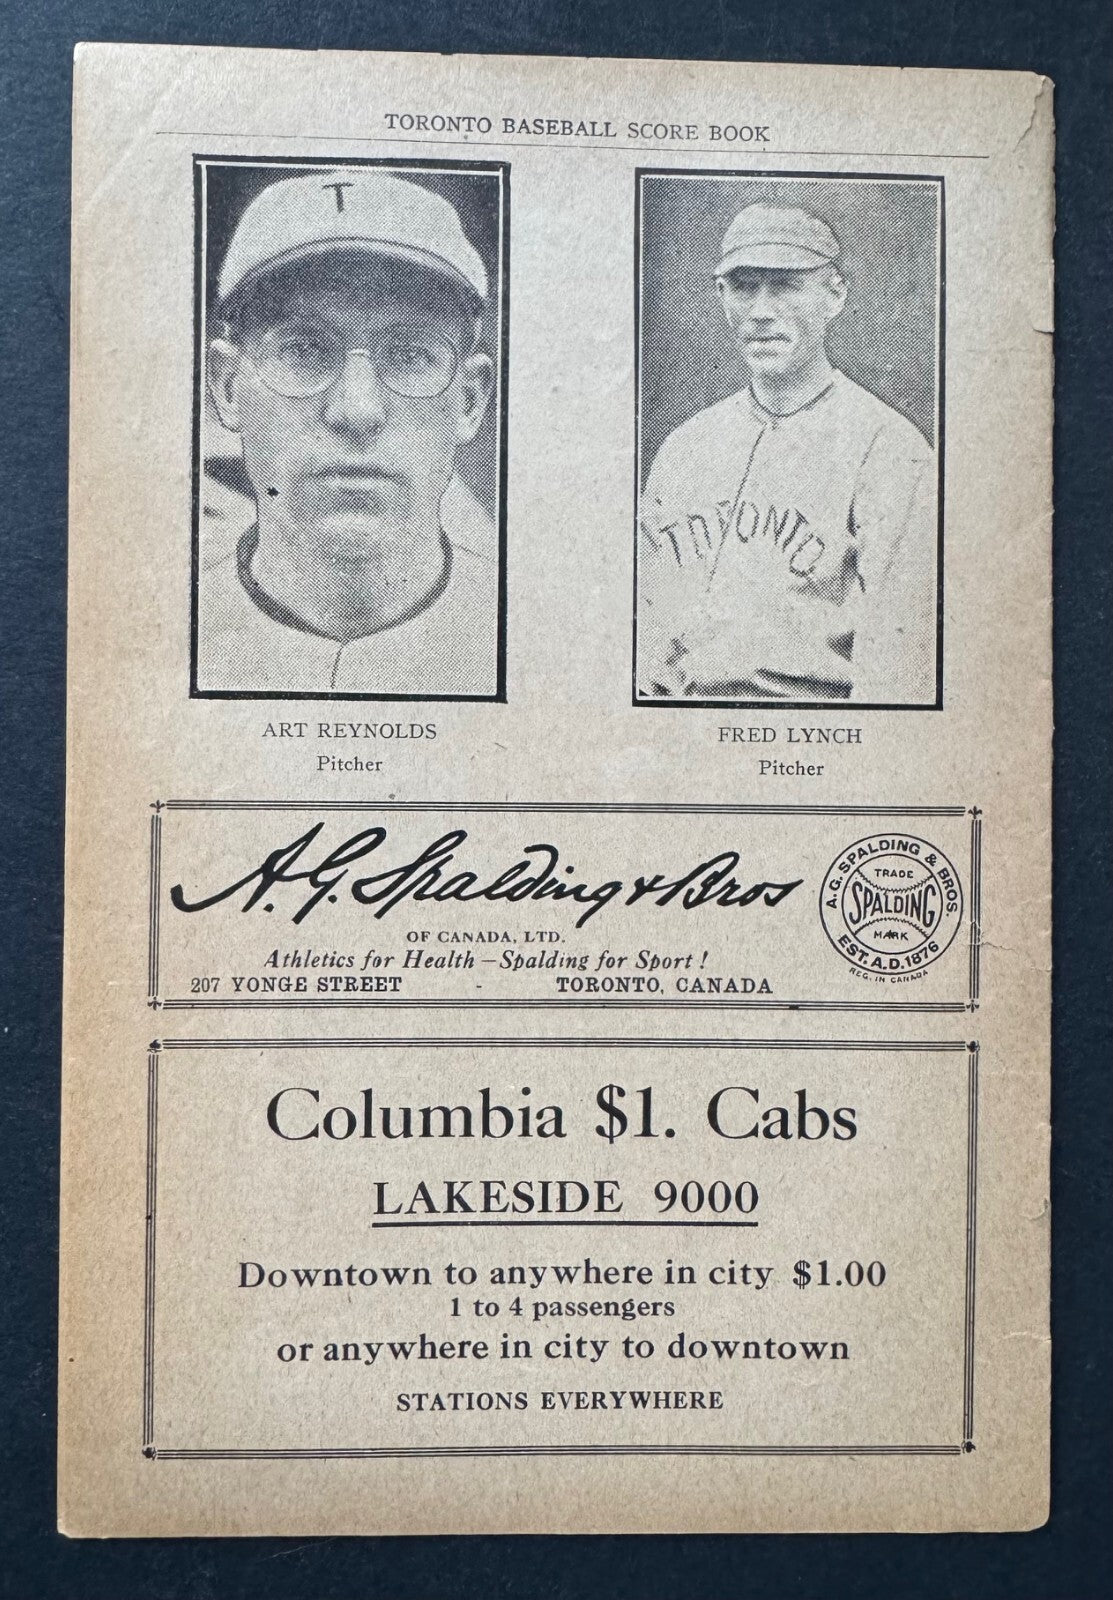 TORONTO BASEBALL SCORE BOOK
T
TORONTO
ART REYNOLDS
Pitcher
FRED LYNCH
Pitcher
A. G. Spalding & Bros
OF CANADA, LTD.
Athletics for Health — Spalding for Sport !
207 YONGE STREET - TORONTO, CANADA
A. G. SPALDING & BROS.
TRADE
SPALDING
MARK
EST. A.D. 1876
REG. IN CANADA
Columbia $1. Cabs
LAKESIDE 9000
Downtown to anywhere in city $1.00
1 to 4 passengers
or anywhere in city to downtown
STATIONS EVERYWHERE